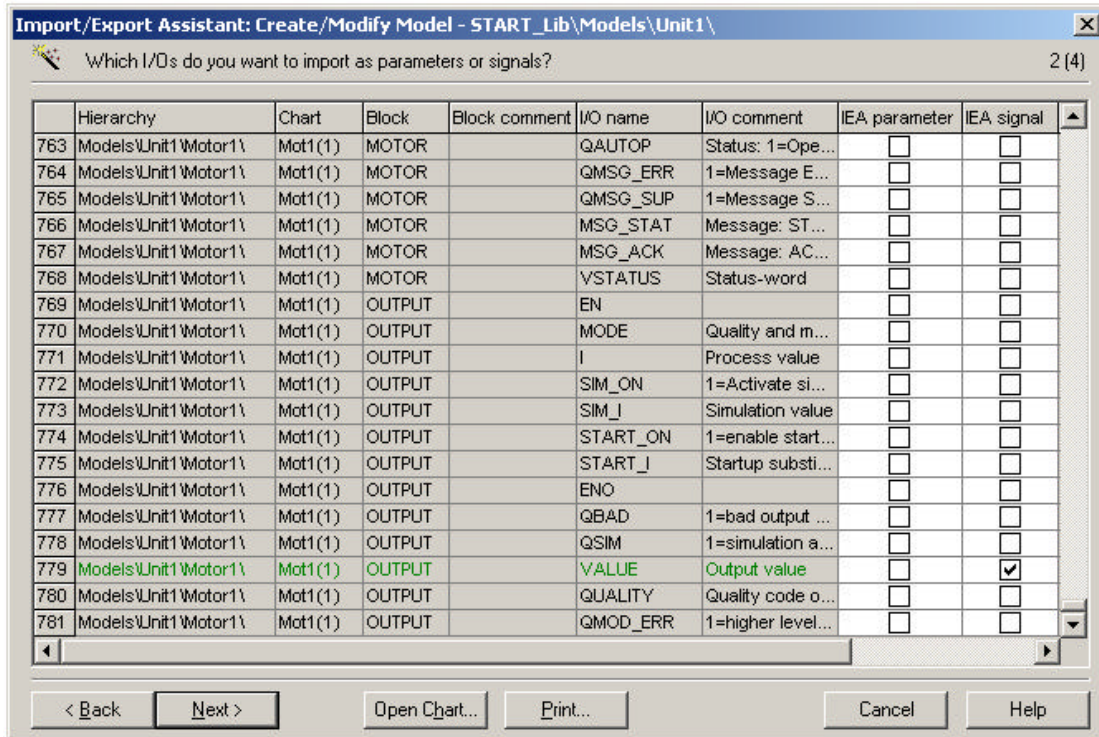 Import/Export Assistant: Create/Modify Model - START_Lib\Models\Unit1\
Which I/Os do you want to import as parameters or signals? 2 (4)
Hierarchy Chart Block Block comment I/O name I/O comment IEA parameter IEA signal
763 Models\Unit1\Motor1\ Mot1(1) MOTOR QAUTOP Status: 1=Ope...
764 Models\Unit1\Motor1\ Mot1(1) MOTOR QMSG_ERR 1=Message E...
765 Models\Unit1\Motor1\ Mot1(1) MOTOR QMSG_SUP 1=Message S...
766 Models\Unit1\Motor1\ Mot1(1) MOTOR MSG_STAT Message: ST...
767 Models\Unit1\Motor1\ Mot1(1) MOTOR MSG_ACK Message: AC...
768 Models\Unit1\Motor1\ Mot1(1) MOTOR VSTATUS Status-word
769 Models\Unit1\Motor1\ Mot1(1) OUTPUT EN
770 Models\Unit1\Motor1\ Mot1(1) OUTPUT MODE Quality and m...
771 Models\Unit1\Motor1\ Mot1(1) OUTPUT I Process value
772 Models\Unit1\Motor1\ Mot1(1) OUTPUT SIM_ON 1=Activate si...
773 Models\Unit1\Motor1\ Mot1(1) OUTPUT SIM_I Simulation value
774 Models\Unit1\Motor1\ Mot1(1) OUTPUT START_ON 1=enable start...
775 Models\Unit1\Motor1\ Mot1(1) OUTPUT START_I Startup substi...
776 Models\Unit1\Motor1\ Mot1(1) OUTPUT ENO
777 Models\Unit1\Motor1\ Mot1(1) OUTPUT QBAD 1=bad output ...
778 Models\Unit1\Motor1\ Mot1(1) OUTPUT QSIM 1=simulation a...
779 Models\Unit1\Motor1\ Mot1(1) OUTPUT VALUE Output value
780 Models\Unit1\Motor1\ Mot1(1) OUTPUT QUALITY Quality code o...
781 Models\Unit1\Motor1\ Mot1(1) OUTPUT QMOD_ERR 1=higher level...
< Back Next > Open Chart... Print... Cancel Help